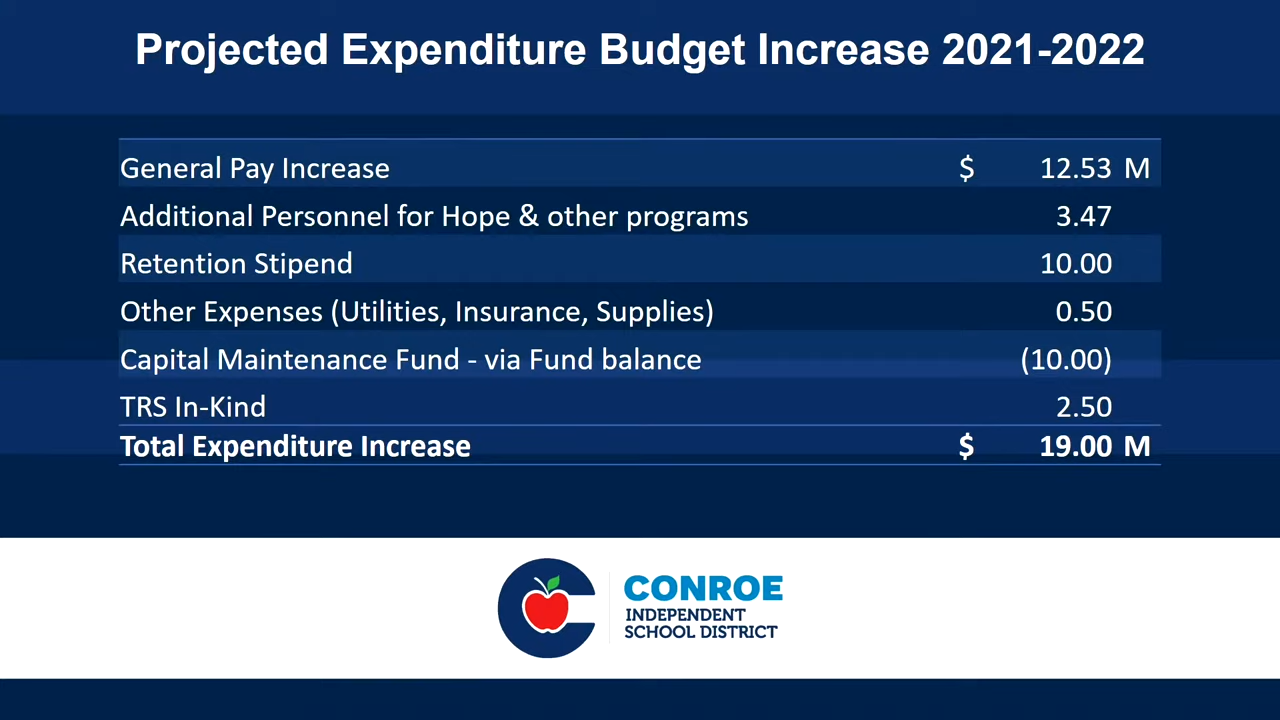 Projected Expenditure Budget Increase 2021-2022
General Pay Increase $ 12.53 M
Additional Personnel for Hope & other programs 3.47
Retention Stipend 10.00
Other Expenses (Utilities, Insurance, Supplies) 0.50
Capital Maintenance Fund - via Fund balance (10.00)
TRS In-Kind 2.50
Total Expenditure Increase $ 19.00 M
CONROE
INDEPENDENT
SCHOOL DISTRICT